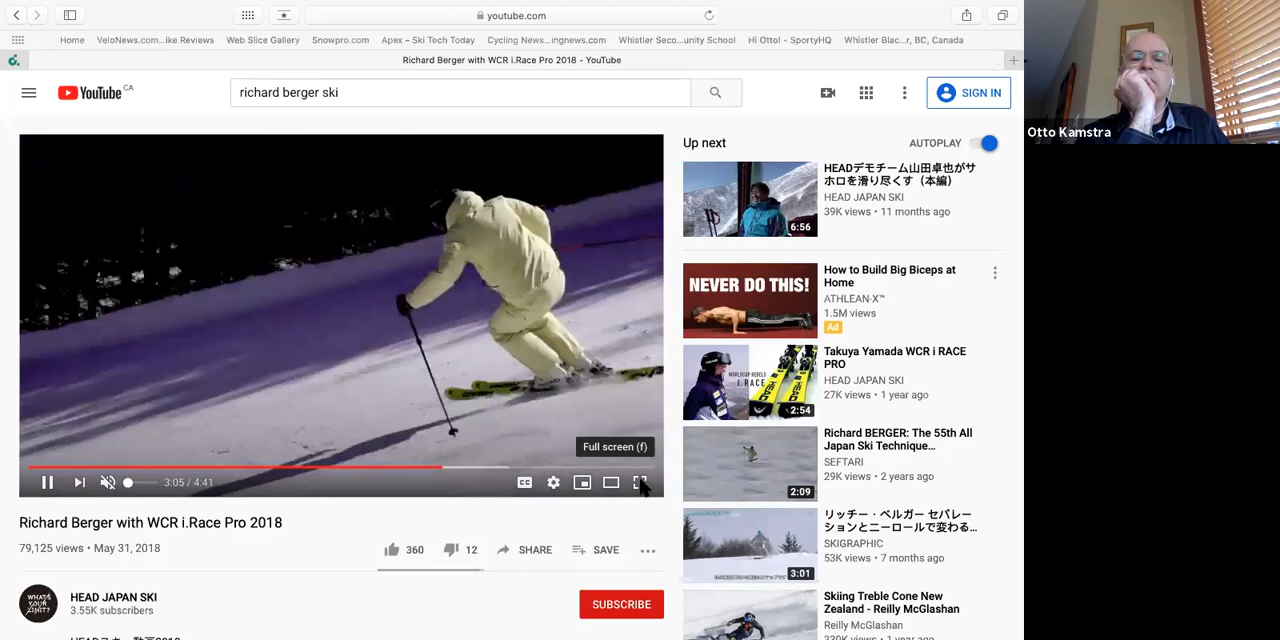 youtube.com
Home
VeloNews.com...ike Reviews
Web Slice Gallery
Snowpro.com
Apex – Ski Tech Today
Cycling News...ingnews.com
Whistler Seco...unity School
Hi Otto! - SportyHQ
Whistler Blac...r, BC, Canada
Richard Berger with WCR i.Race Pro 2018 - YouTube
YouTube CA
richard berger ski
SIGN IN
Otto Kamstra
Full screen (f)
3:05 / 4:41
CC
Richard Berger with WCR i.Race Pro 2018
79,125 views • May 31, 2018
360
12
SHARE
SAVE
WHAT'S YOUR LIMIT?
HEAD JAPAN SKI
3.55K subscribers
SUBSCRIBE
Up next
AUTOPLAY
6:56
HEADデモチーム山田卓也がサ
ホロを滑り尽くす（本編）
HEAD JAPAN SKI
39K views • 11 months ago
NEVER DO THIS!
How to Build Big Biceps at
Home
ATHLEAN-X™
1.5M views
Ad
WORLDCUP REBELS
i.RACE
HEAD
2:54
Takuya Yamada WCR i RACE
PRO
HEAD JAPAN SKI
27K views • 1 year ago
2:09
Richard BERGER: The 55th All
Japan Ski Technique...
SEFTARI
29K views • 2 years ago
3:01
リッチー・ベルガー セパレー
ションとニーロールで変わる...
SKIGRAPHIC
53K views • 7 months ago
Skiing Treble Cone New
Zealand - Reilly McGlashan
Reilly McGlashan